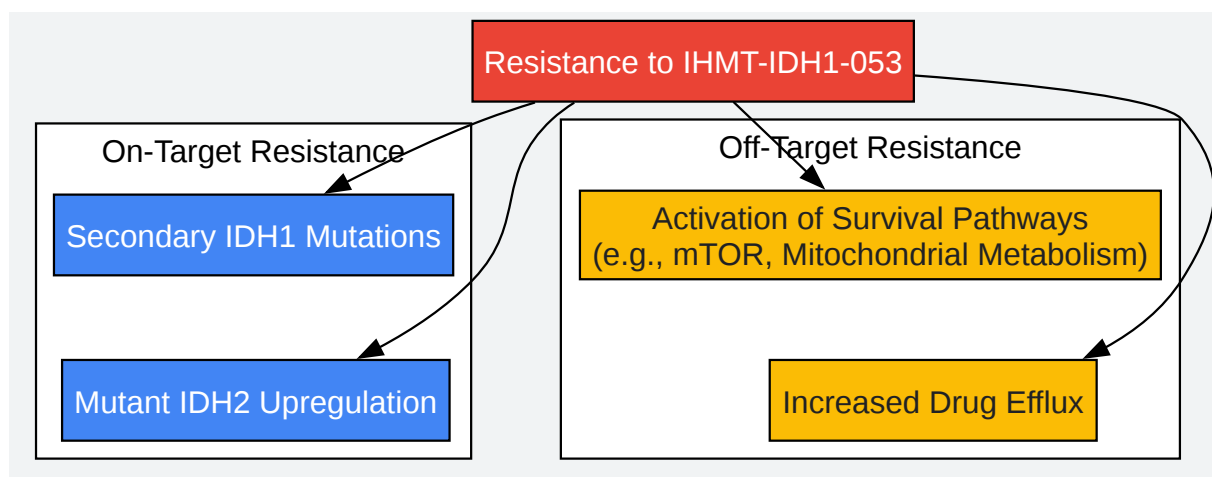 Resistance to IHMT-IDH1-053
On-Target Resistance
Secondary IDH1 Mutations
Mutant IDH2 Upregulation
Off-Target Resistance
Activation of Survival Pathways
(e.g., mTOR, Mitochondrial Metabolism)
Increased Drug Efflux